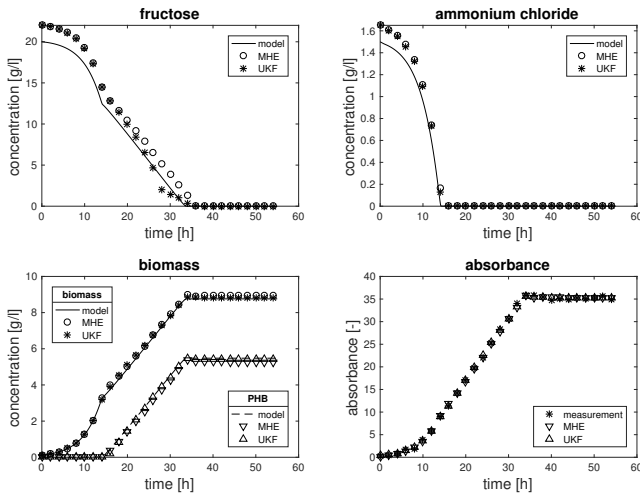 fructose
concentration [g/l]
20
15
10
5
0
model
MHE
UKF
0 10 20 30 40 50 60
time [h]
ammonium chloride
concentration [g/l]
1.6
1.4
1.2
1
0.8
0.6
0.4
0.2
0
model
MHE
UKF
0 10 20 30 40 50 60
time [h]
biomass
concentration [g/l]
10
8
6
4
2
0
biomass
model
MHE
UKF
PHB
model
MHE
UKF
0 10 20 30 40 50 60
time [h]
absorbance
absorbance [-]
40
35
30
25
20
15
10
5
0
measurement
MHE
UKF
0 10 20 30 40 50 60
time [h]